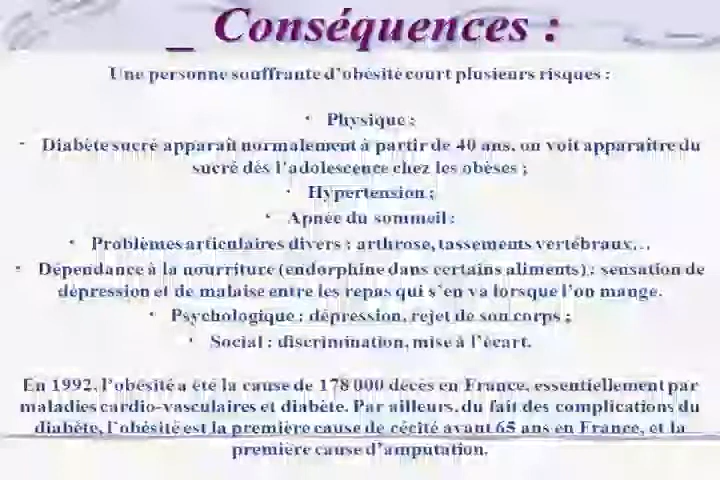 _ Conséquences :
Une personne souffrante d'obésité court plusieurs risques :
· Physique :
· Diabète sucré apparaît normalement à partir de 40 ans, on voit apparaître du
sucré dès l'adolescence chez les obèses ;
· Hypertension ;
· Apnée du sommeil :
· Problèmes articulaires divers : arthrose, tassements vertébraux…
· Dépendance à la nourriture (endorphine dans certains aliments) : sensation de
dépression et de malaise entre les repas qui s'en va lorsque l'on mange.
· Psychologique : dépression, rejet de son corps ;
· Social : discrimination, mise à l'écart.
En 1992, l'obésité a été la cause de 178 000 décès en France, essentiellement par
maladies cardio-vasculaires et diabète. Par ailleurs, du fait des complications du
diabète, l'obésité est la première cause de cécité avant 65 ans en France, et la
première cause d'amputation.